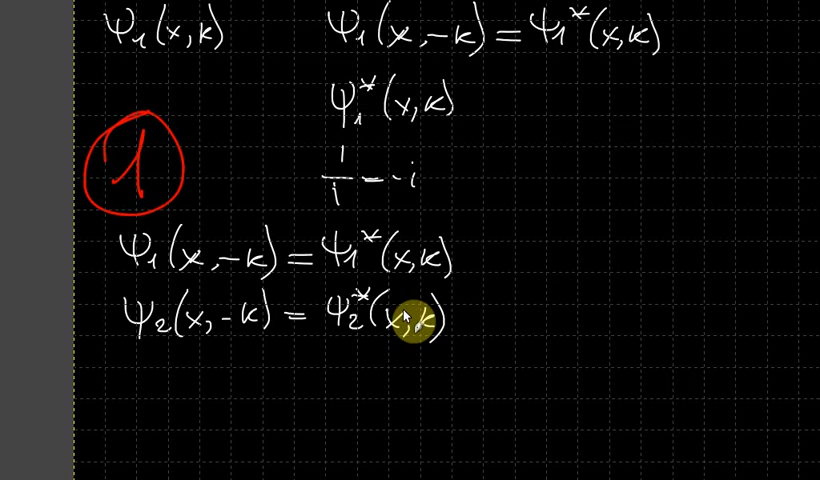 ψ₁(x,k) ψ₁(x,-k) = ψ1*(x,k)
ψ₁*(x,k)
1
1/i = -i
ψ₁(x,-k) = ψ1*(x,k)
ψ₂(x,-k) = ψ₂*(x,k)